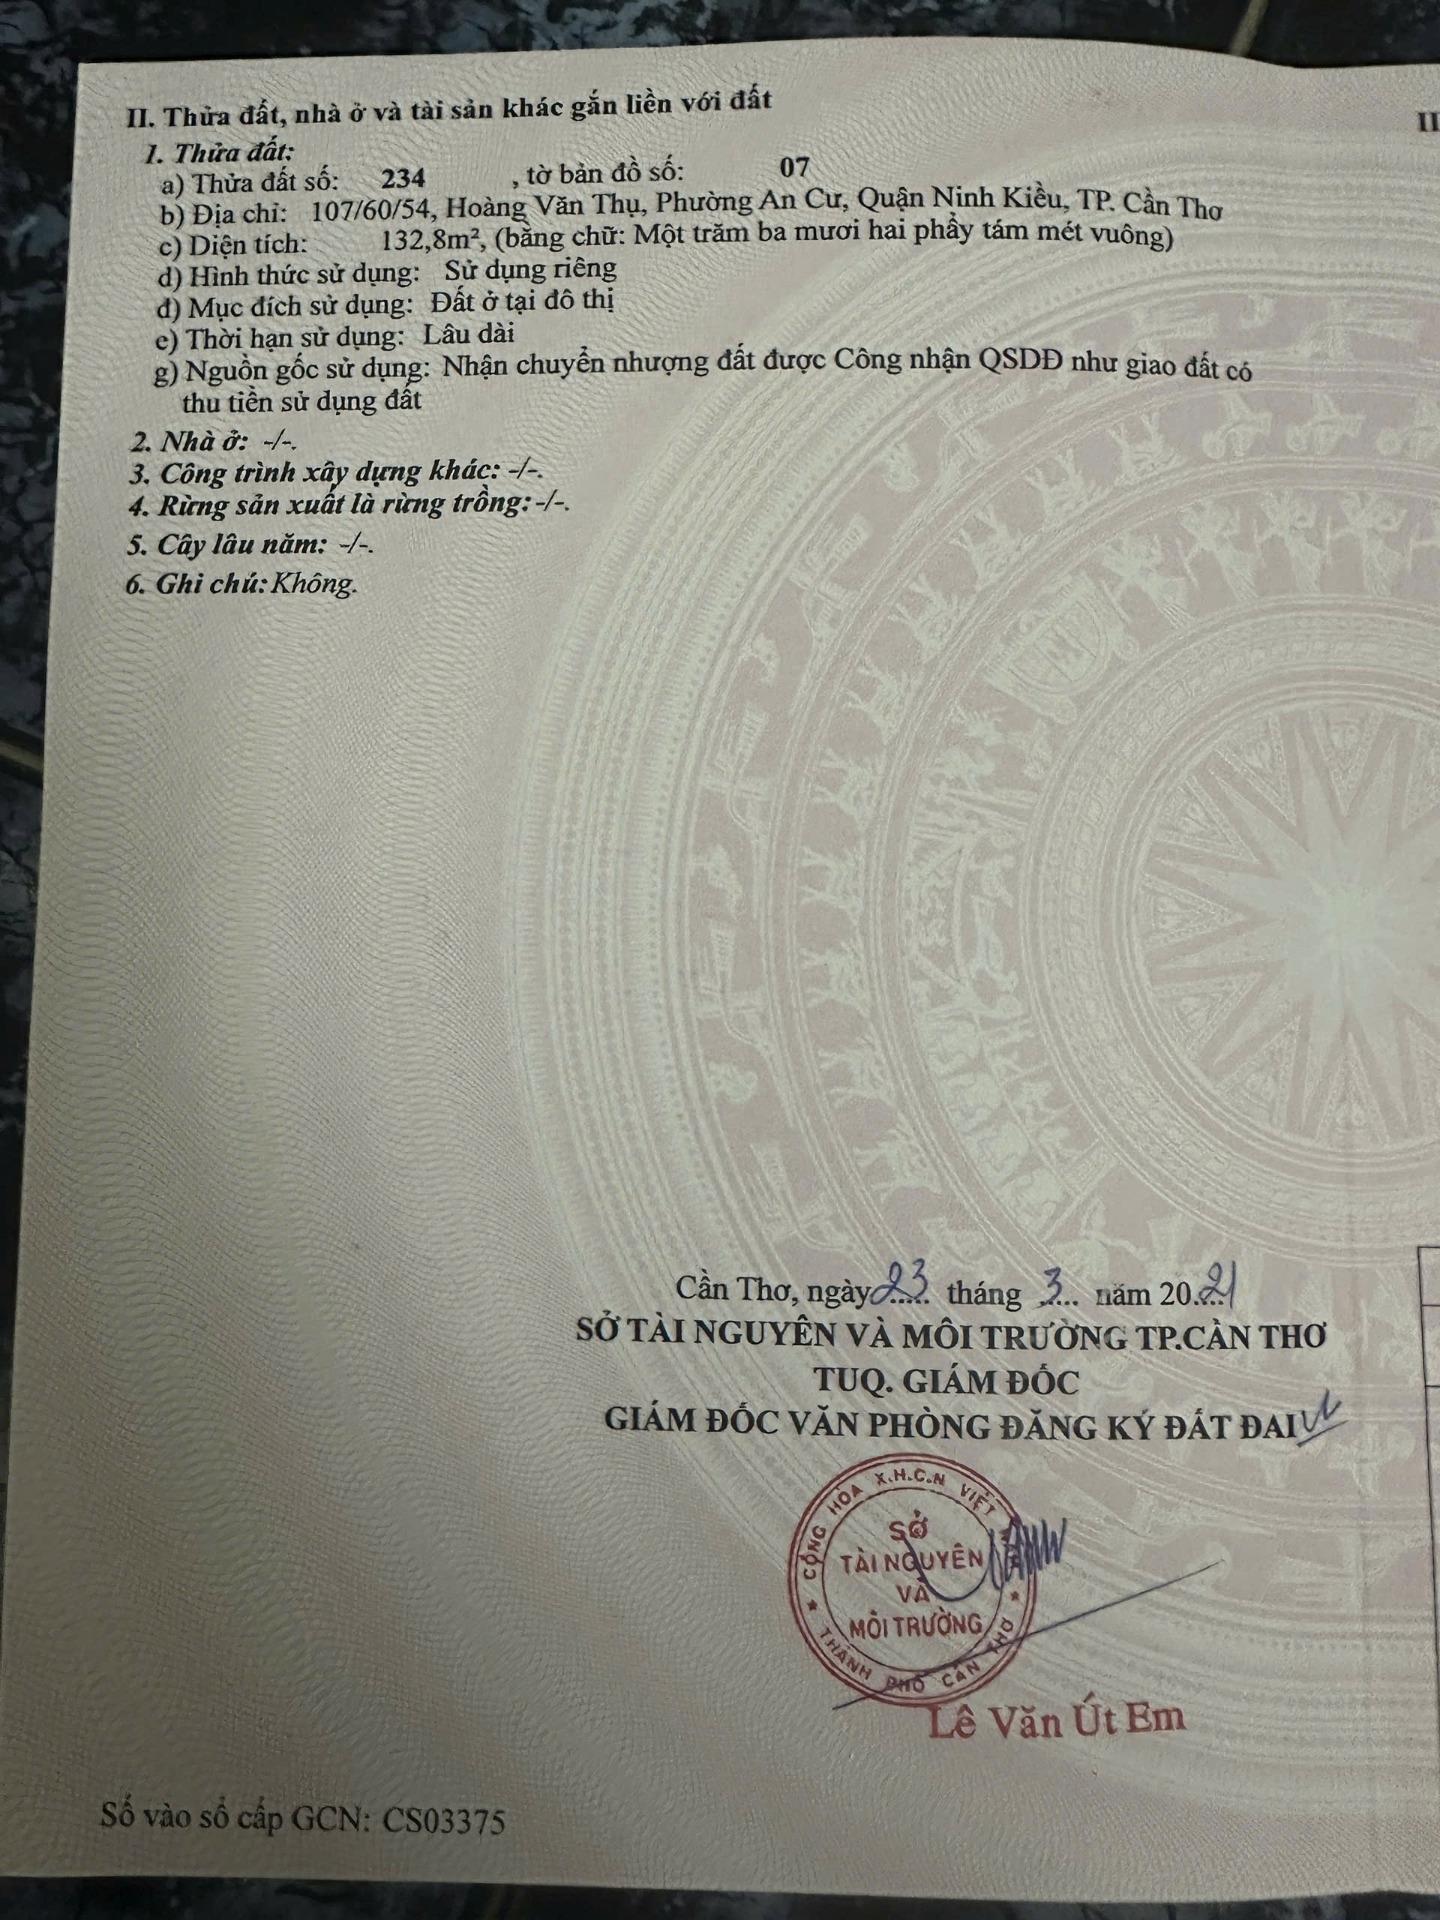 II. Thửa đất, nhà ở và tài sản khác gắn liền với đất
II
1. Thửa đất:
a) Thửa đất số: 234 , tờ bản đồ số: 07
b) Địa chỉ: 107/60/54, Hoàng Văn Thụ, Phường An Cư, Quận Ninh Kiều, TP. Cần Thơ
c) Diện tích: 132,8m², (bằng chữ: Một trăm ba mươi hai phẩy tám mét vuông)
d) Hình thức sử dụng: Sử dụng riêng
đ) Mục đích sử dụng: Đất ở tại đô thị
e) Thời hạn sử dụng: Lâu dài
g) Nguồn gốc sử dụng: Nhận chuyển nhượng đất được Công nhận QSDĐ như giao đất có
thu tiền sử dụng đất
2. Nhà ở: -/-.
3. Công trình xây dựng khác: -/-.
4. Rừng sản xuất là rừng trồng: -/-.
5. Cây lâu năm: -/-.
6. Ghi chú: Không.
Cần Thơ, ngày 23 tháng 3 năm 2021
SỞ TÀI NGUYÊN VÀ MÔI TRƯỜNG TP.CẦN THƠ
TUQ. GIÁM ĐỐC
GIÁM ĐỐC VĂN PHÒNG ĐĂNG KÝ ĐẤT ĐAI
CỘNG HÒA X.H.C.N VIỆT
SỞ
TÀI NGUYÊN
VÀ
MÔI TRƯỜNG
THÀNH PHỐ CẦN THƠ
Lê Văn Út Em
Số vào sổ cấp GCN: CS03375